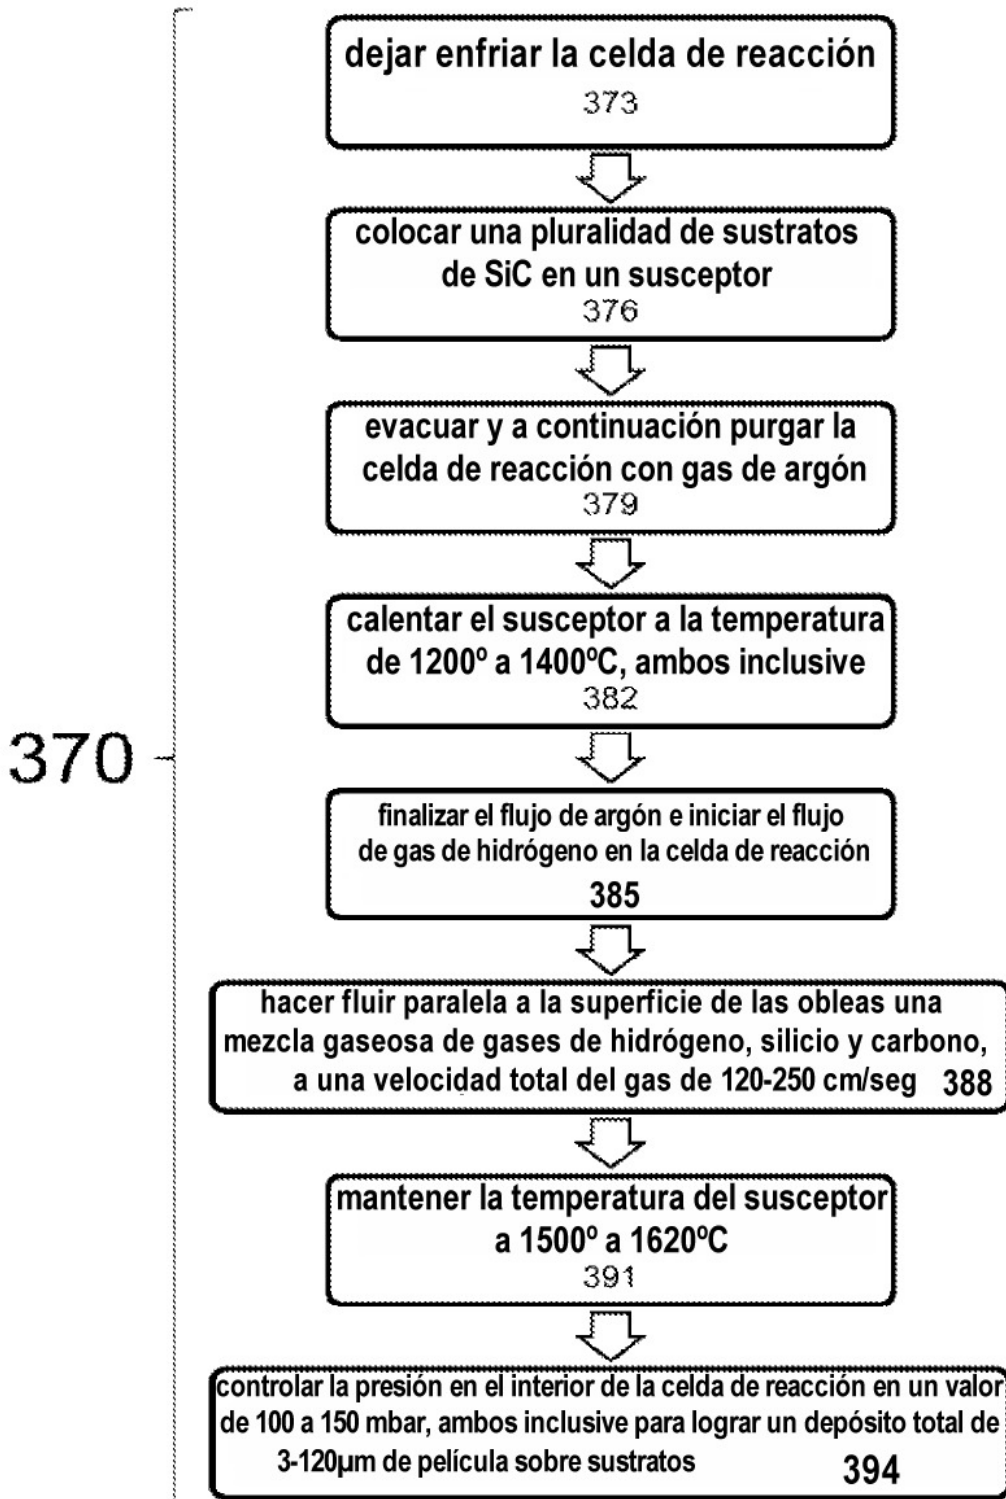 dejar enfriar la celda de reacción
373
colocar una pluralidad de sustratos
de SiC en un susceptor
376
evacuar y a continuación purgar la
celda de reacción con gas de argón
379
calentar el susceptor a la temperatura
de 1200º a 1400ºC, ambos inclusive
382
370
finalizar el flujo de argón e iniciar el flujo
de gas de hidrógeno en la celda de reacción
385
hacer fluir paralela a la superficie de las obleas una
mezcla gaseosa de gases de hidrógeno, silicio y carbono,
a una velocidad total del gas de 120-250 cm/seg 388
mantener la temperatura del susceptor
a 1500º a 1620ºC
391
controlar la presión en el interior de la celda de reacción en un valor
de 100 a 150 mbar, ambos inclusive para lograr un depósito total de
3-120µm de película sobre sustratos 394